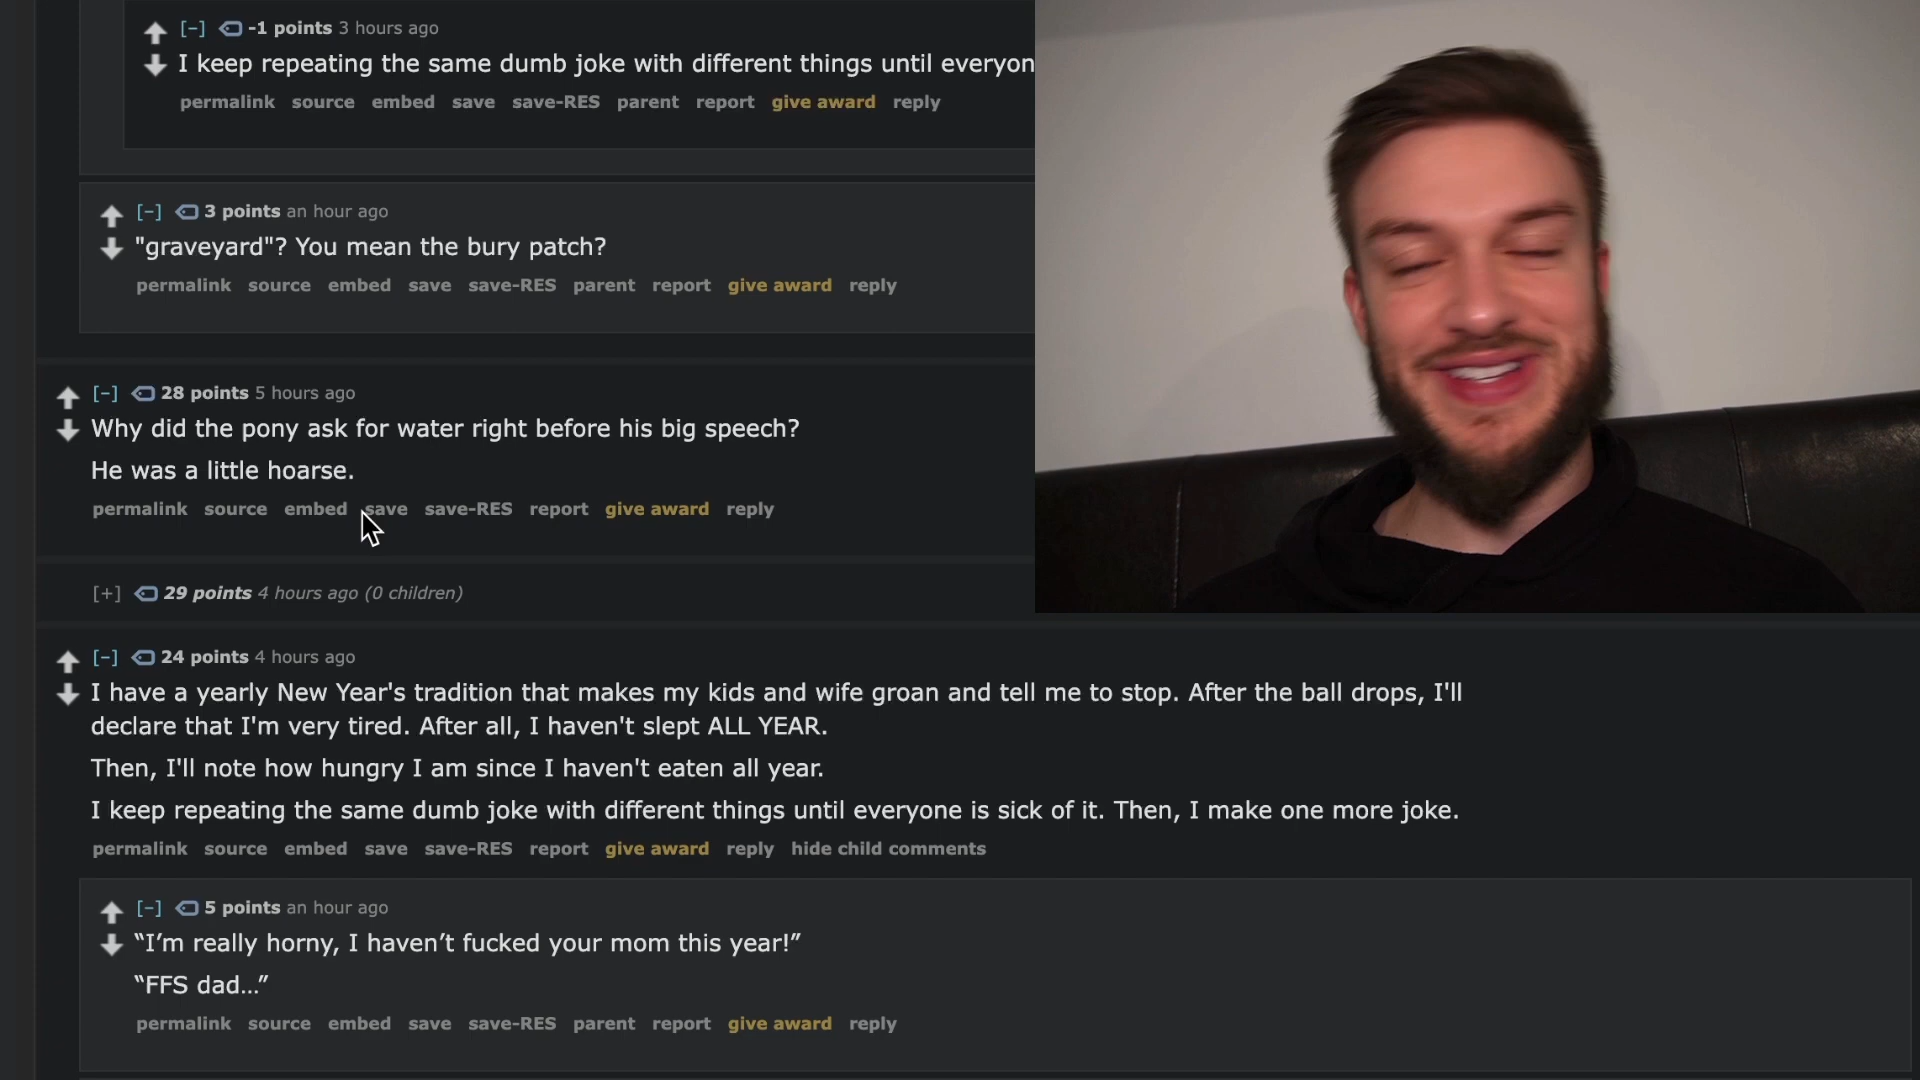 [-] -1 points 3 hours ago
I keep repeating the same dumb joke with different things until everyon
permalink source embed save save-RES parent report give award reply
[-] 3 points an hour ago
"graveyard"? You mean the bury patch?
permalink source embed save save-RES parent report give award reply
[-] 28 points 5 hours ago
Why did the pony ask for water right before his big speech?
He was a little hoarse.
permalink source embed save save-RES report give award reply
[+] 29 points 4 hours ago (0 children)
[-] 24 points 4 hours ago
I have a yearly New Year's tradition that makes my kids and wife groan and tell me to stop. After the ball drops, I'll
declare that I'm very tired. After all, I haven't slept ALL YEAR.
Then, I'll note how hungry I am since I haven't eaten all year.
I keep repeating the same dumb joke with different things until everyone is sick of it. Then, I make one more joke.
permalink source embed save save-RES report give award reply hide child comments
[-] 5 points an hour ago
“I’m really horny, I haven’t fucked your mom this year!”
“FFS dad...”
permalink source embed save save-RES parent report give award reply